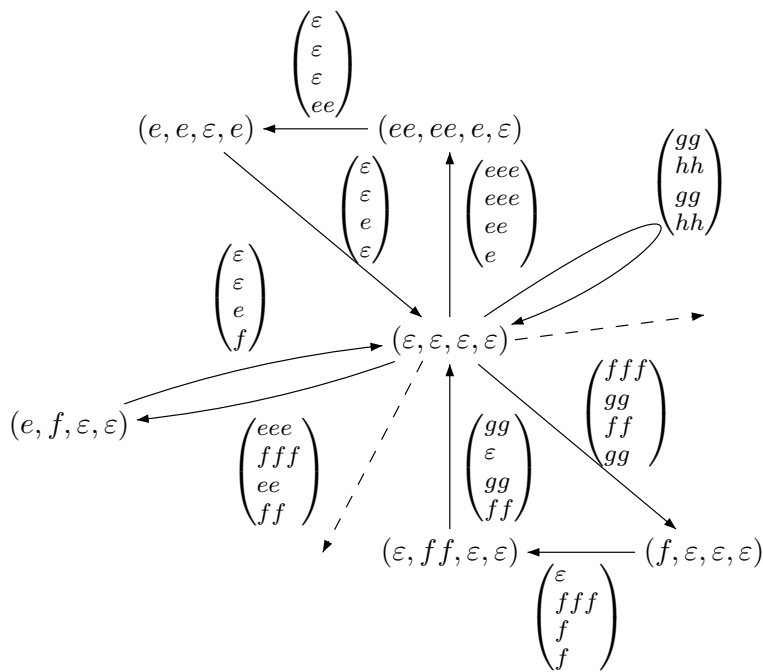 ε
ε
ε
ee
(e, e, ε, e)
(ee, ee, e, ε)
ε
ε
e
ε
eee
eee
ee
e
gg
hh
gg
hh
ε
ε
e
f
(ε, ε, ε, ε)
(e, f, ε, ε)
eee
fff
ee
ff
gg
ε
gg
ff
fff
gg
ff
gg
(ε, ff, ε, ε)
(f, ε, ε, ε)
ε
fff
f
f